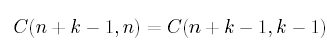 C(n + k − 1, n) = C(n + k − 1, k − 1)